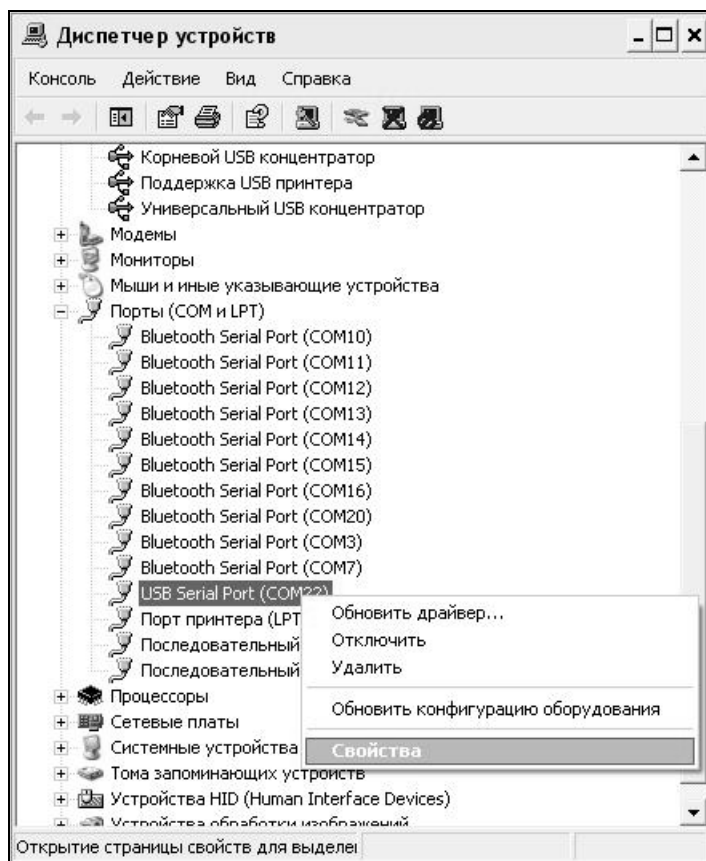 Диспетчер устройств
Консоль Действие Вид Справка
Корневой USB концентратор
Поддержка USB принтера
Универсальный USB концентратор
Модемы
Мониторы
Мыши и иные указывающие устройства
Порты (COM и LPT)
Bluetooth Serial Port (COM10)
Bluetooth Serial Port (COM11)
Bluetooth Serial Port (COM12)
Bluetooth Serial Port (COM13)
Bluetooth Serial Port (COM14)
Bluetooth Serial Port (COM15)
Bluetooth Serial Port (COM16)
Bluetooth Serial Port (COM20)
Bluetooth Serial Port (COM3)
Bluetooth Serial Port (COM7)
USB Serial Port (COM22)
Порт принтера (LPT
Последовательный
Последовательный
Процессоры
Сетевые платы
Системные устройства
Тома запоминающих устройств
Устройства HID (Human Interface Devices)
Устройства обработки изображений
Обновить драйвер...
Отключить
Удалить
Обновить конфигурацию оборудования
Свойства
Открытие страницы свойств для выделе